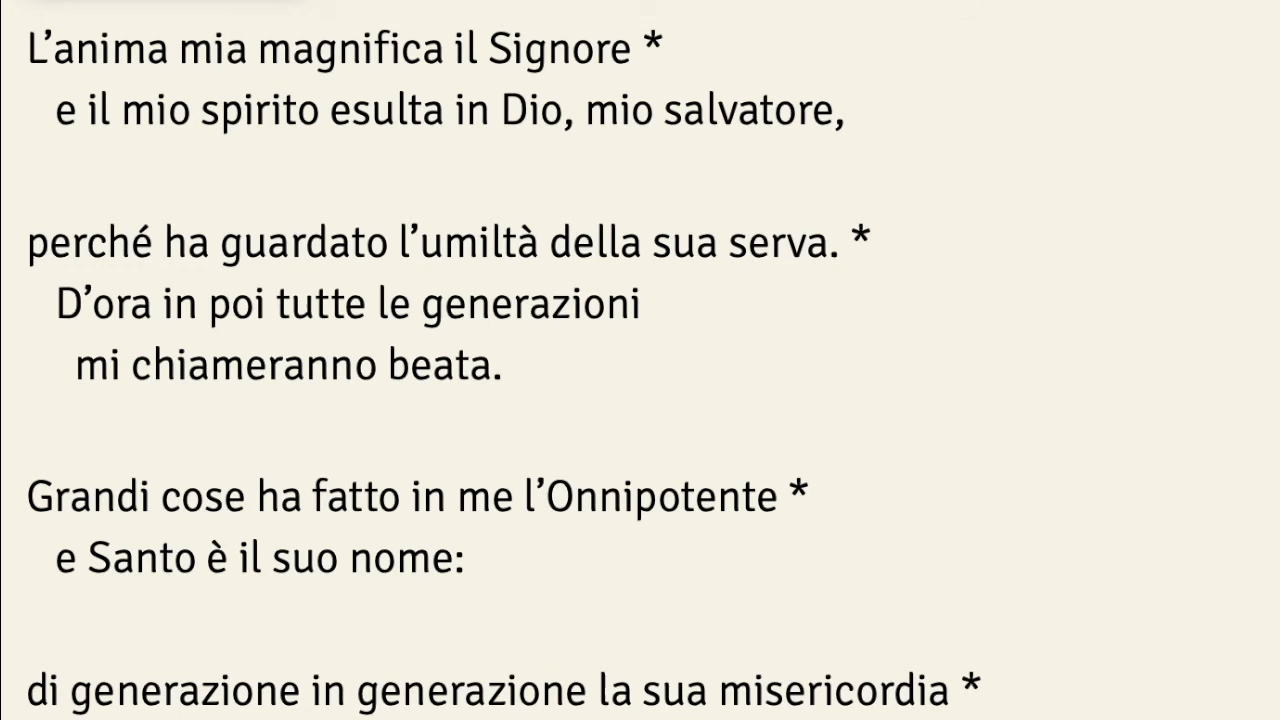 L’anima mia magnifica il Signore *
e il mio spirito esulta in Dio, mio salvatore,
perché ha guardato l’umiltà della sua serva. *
D’ora in poi tutte le generazioni
mi chiameranno beata.
Grandi cose ha fatto in me l’Onnipotente *
e Santo è il suo nome:
di generazione in generazione la sua misericordia *